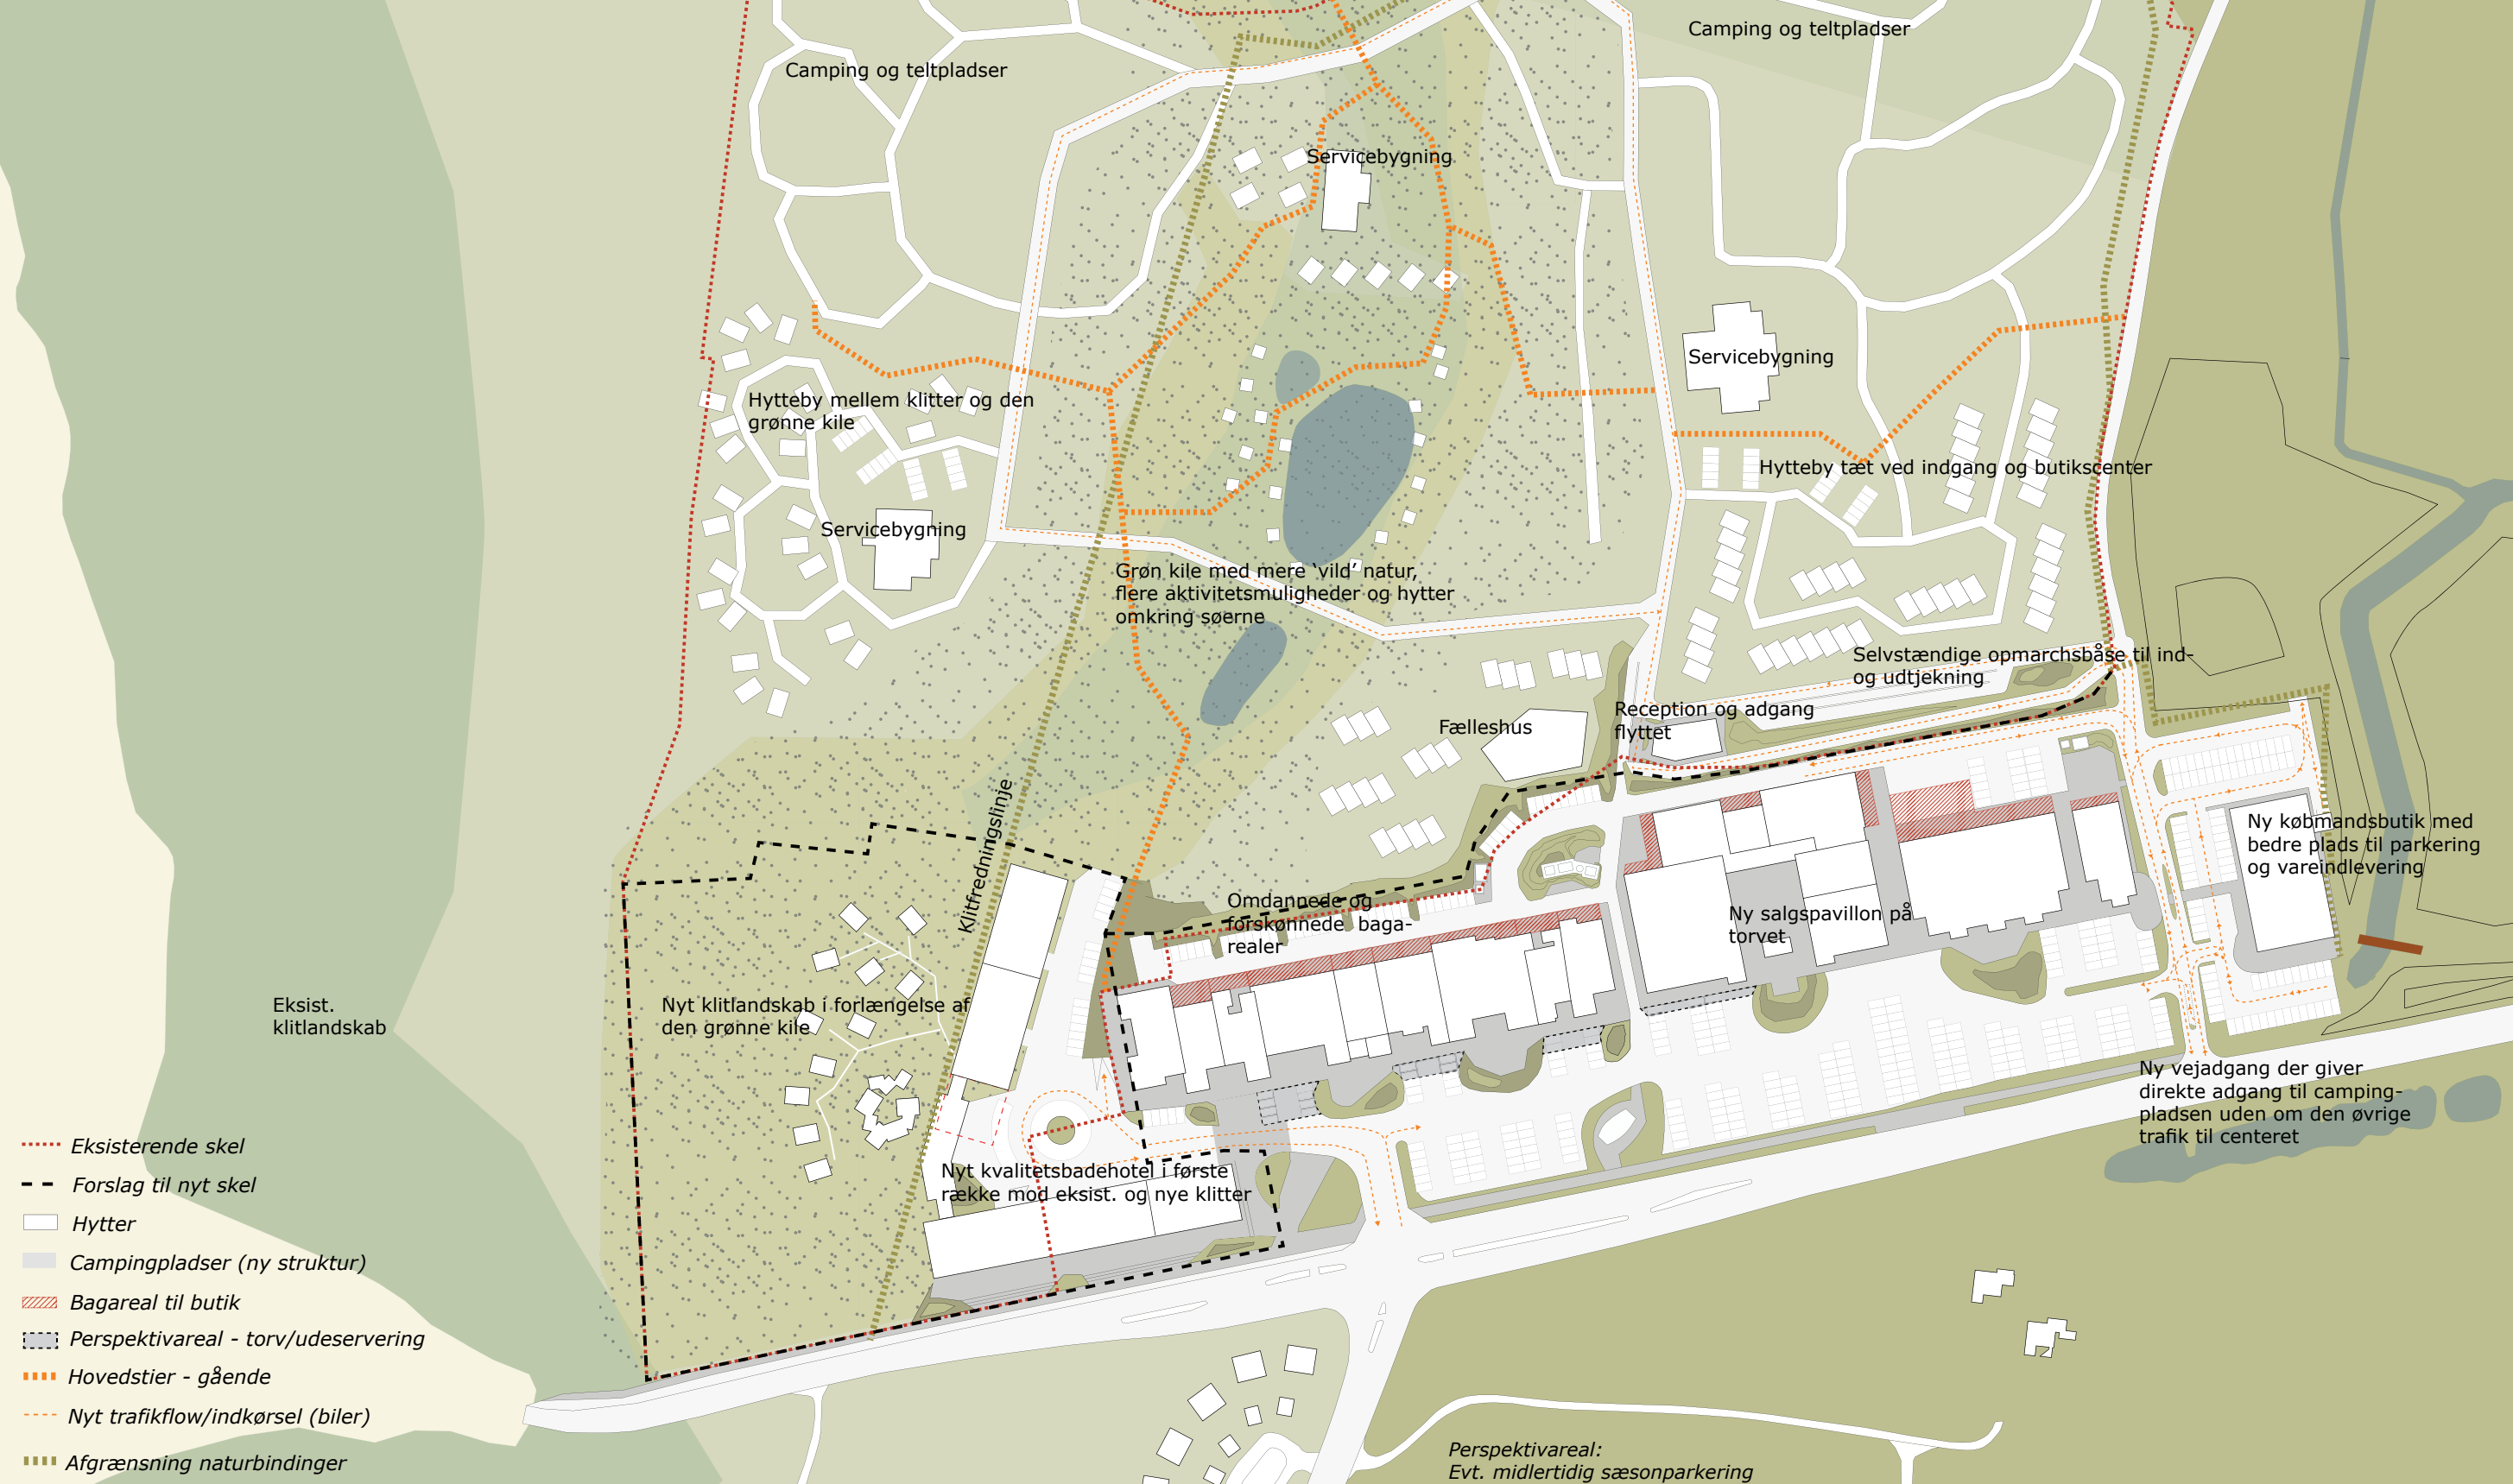 Camping og teltpladser
Camping og teltpladser
Servicebygning
Servicebygning
Hytteby mellem klitter og den
grønne kile
Hytteby tæt ved indgang og butikscenter
Servicebygning
Grøn kile med mere ‘vild’ natur,
flere aktivitetsmuligheder og hytter
omkring søerne
Selvstændige opmarchsbåse til ind-
og udtjekning
Reception og adgang
flyttet
Fælleshus
Klitfredningslinje
Ny købmandsbutik med
bedre plads til parkering
og vareindlevering
Omdannede og
forskønnede baga-
realer
Ny salgspavillon på
torvet
Eksist.
klitlandskab
Nyt klitlandskab i forlængelse af
den grønne kile
Ny vejadgang der giver
direkte adgang til camping-
pladsen uden om den øvrige
trafik til centeret
Nyt kvalitetsbadehotel i første
række mod eksist. og nye klitter
Eksisterende skel
Forslag til nyt skel
Hytter
Campingpladser (ny struktur)
Bagareal til butik
Perspektivareal - torv/udeservering
Hovedstier - gående
Nyt trafikflow/indkørsel (biler)
Afgrænsning naturbindinger
Perspektivareal:
Evt. midlertidig sæsonparkering